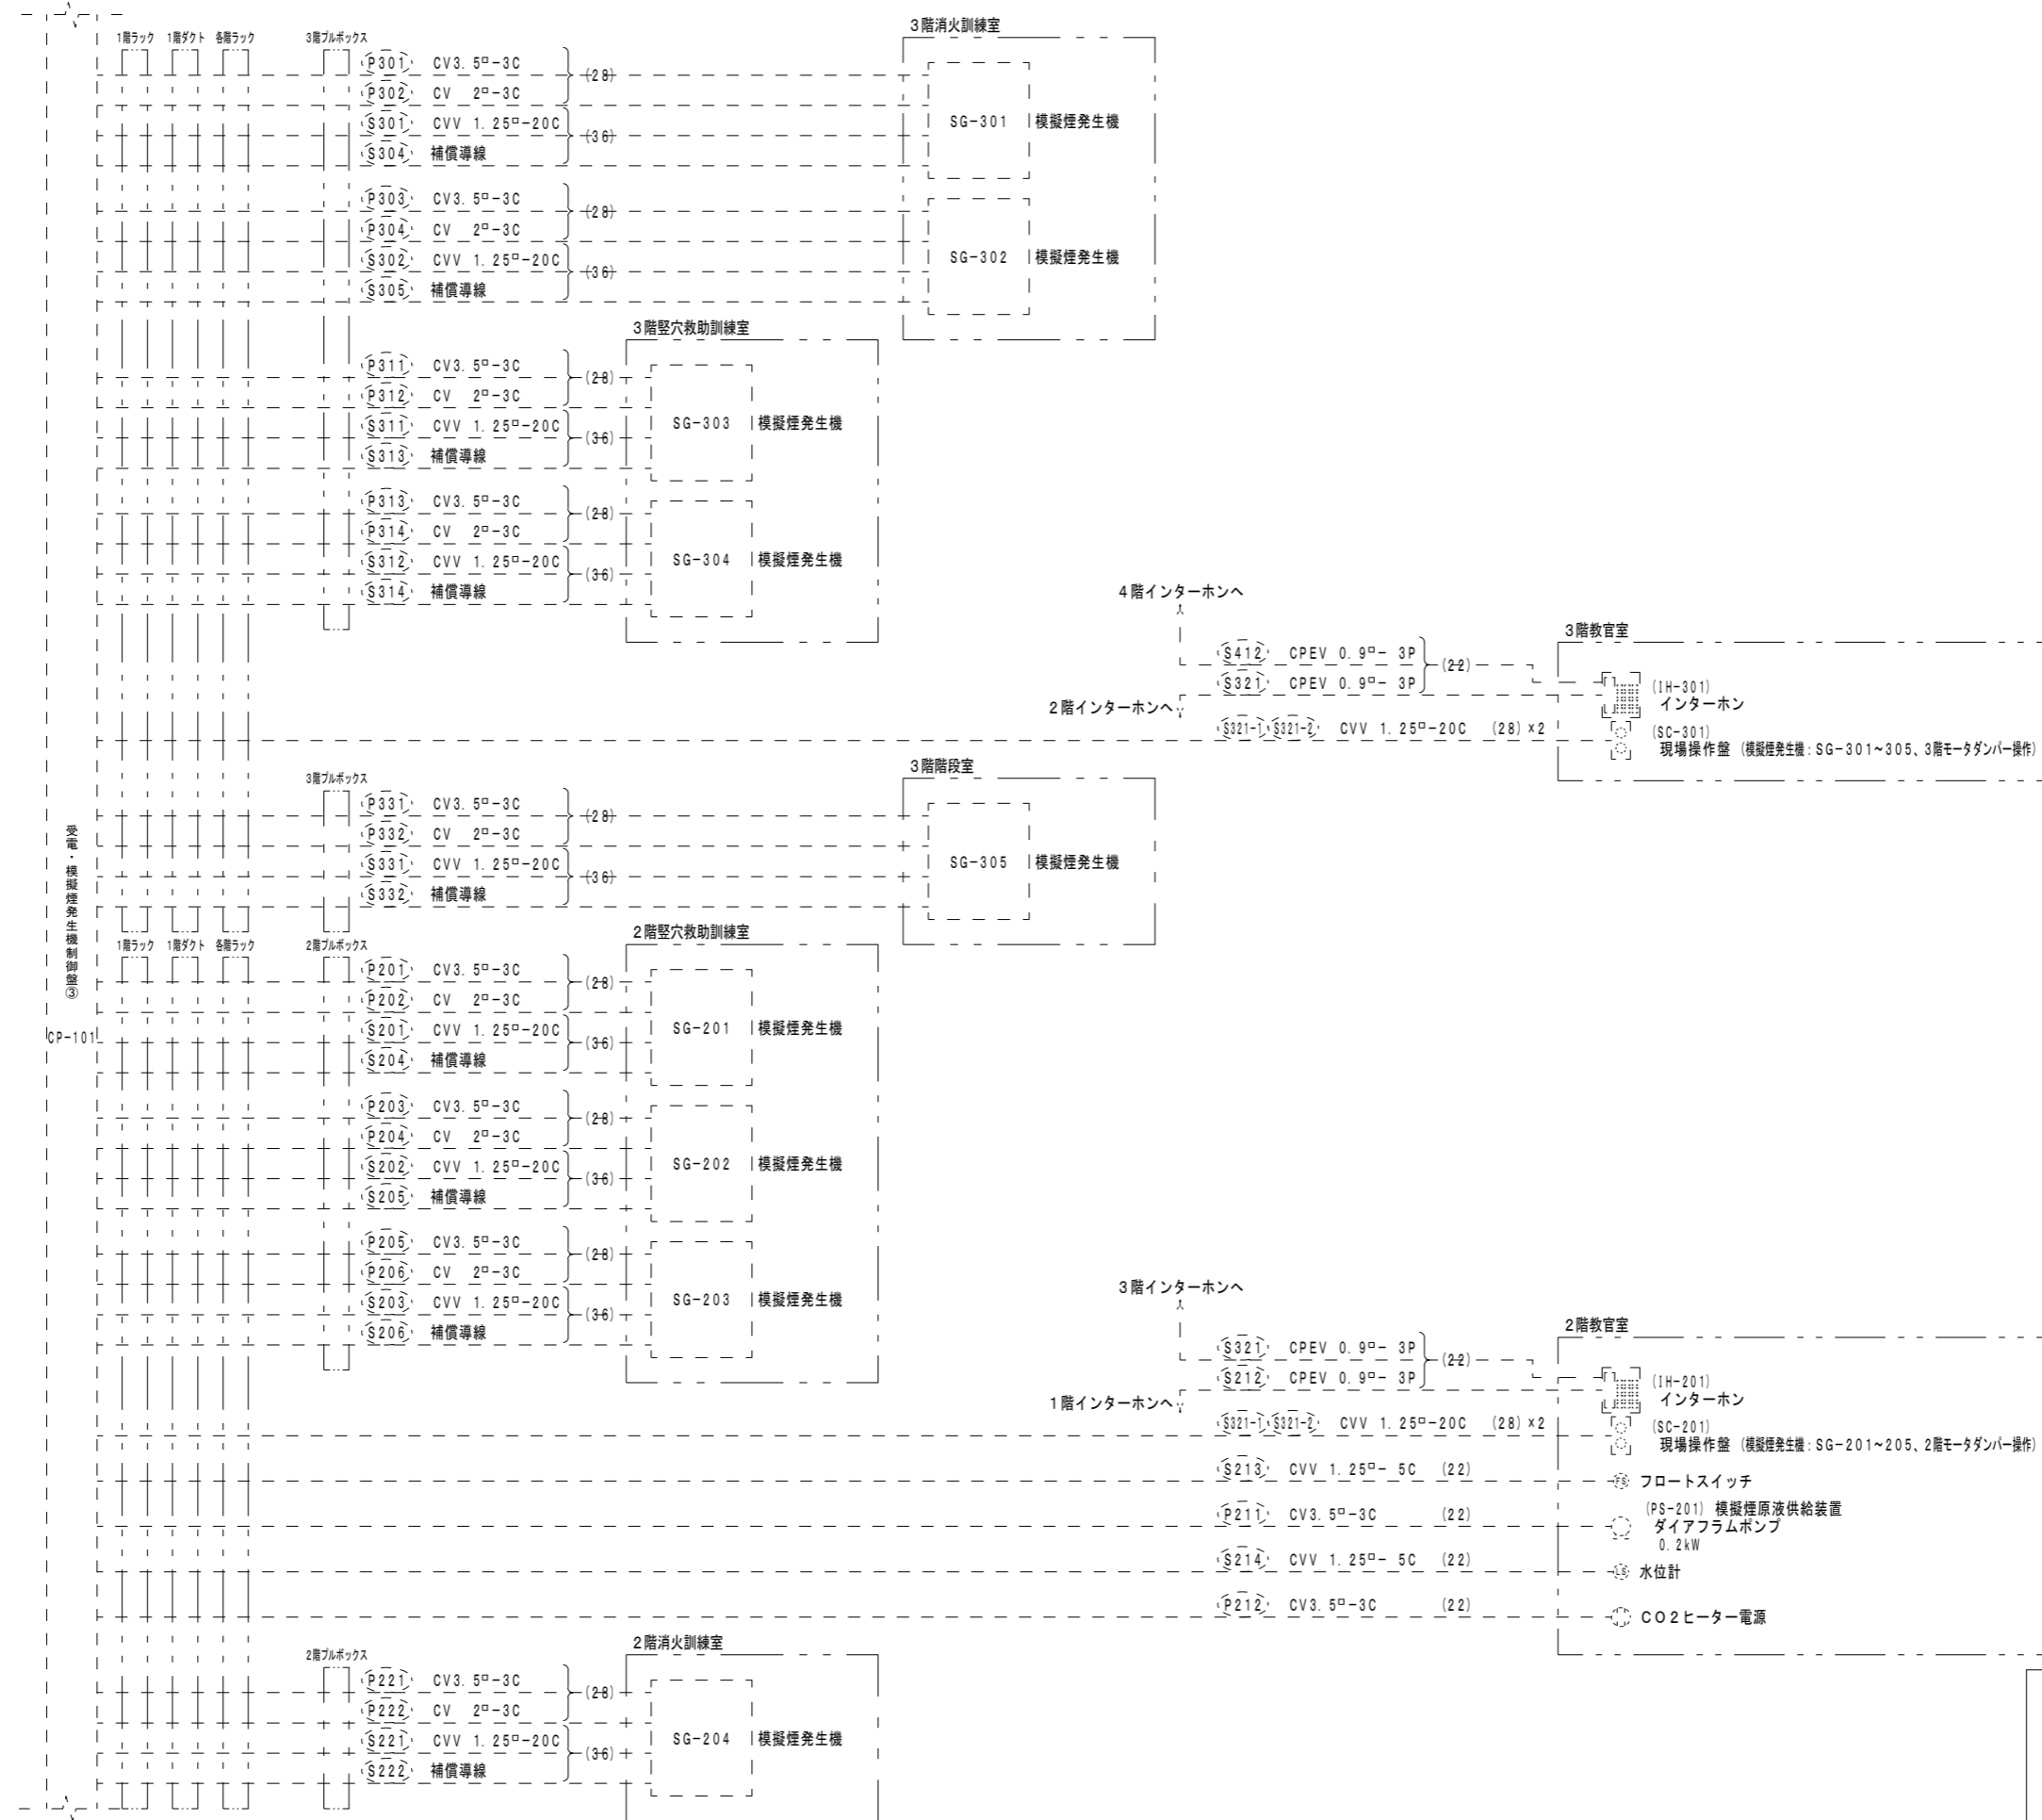 3階消火訓練室
1階ラック 1階ダクト 各階ラック 3階プルボックス
P301 CV3.5□-3C (28)
P302 CV 2□-3C
S301 CVV 1.25□-20C (36)
S304 補償導線
SG-301 模擬煙発生機
P303 CV3.5□-3C (28)
P304 CV 2□-3C
S302 CVV 1.25□-20C (36)
S305 補償導線
SG-302 模擬煙発生機
3階竪穴救助訓練室
P311 CV3.5□-3C (28)
P312 CV 2□-3C
S311 CVV 1.25□-20C (36)
S313 補償導線
SG-303 模擬煙発生機
P313 CV3.5□-3C (28)
P314 CV 2□-3C
S312 CVV 1.25□-20C (36)
S314 補償導線
SG-304 模擬煙発生機
4階インターホンへ
3階教官室
S412 CPEV 0.9□- 3P (22)
S321 CPEV 0.9□- 3P
2階インターホンへ
(IH-301)
インターホン
S321-1 S321-2 CVV 1.25□-20C (28)×2
(SC-301)
現場操作盤 (模擬煙発生機:SG-301~305、3階モータダンパー操作)
3階プルボックス
3階階段室
P331 CV3.5□-3C (28)
P332 CV 2□-3C
S331 CVV 1.25□-20C (36)
S332 補償導線
SG-305 模擬煙発生機
受電・模擬煙発生機制御盤③
CP-101
1階ラック 1階ダクト 各階ラック 2階プルボックス
2階竪穴救助訓練室
P201 CV3.5□-3C (28)
P202 CV 2□-3C
S201 CVV 1.25□-20C (36)
S204 補償導線
SG-201 模擬煙発生機
P203 CV3.5□-3C (28)
P204 CV 2□-3C
S202 CVV 1.25□-20C (36)
S205 補償導線
SG-202 模擬煙発生機
P205 CV3.5□-3C (28)
P206 CV 2□-3C
S203 CVV 1.25□-20C (36)
S206 補償導線
SG-203 模擬煙発生機
3階インターホンへ
2階教官室
S321 CPEV 0.9□- 3P (22)
S212 CPEV 0.9□- 3P
1階インターホンへ
(IH-201)
インターホン
S321-1 S321-2 CVV 1.25□-20C (28)×2
(SC-201)
現場操作盤 (模擬煙発生機:SG-201~205、2階モータダンパー操作)
S213 CVV 1.25□- 5C (22)
FS フロートスイッチ
P211 CV3.5□-3C (22)
(PS-201) 模擬煙原液供給装置
ダイアフラムポンプ
0.2kW
S214 CVV 1.25□- 5C (22)
LS 水位計
P212 CV3.5□-3C (22)
CO2ヒーター電源
2階プルボックス
2階消火訓練室
P221 CV3.5□-3C (28)
P222 CV 2□-3C
S221 CVV 1.25□-20C (36)
S222 補償導線
SG-204 模擬煙発生機